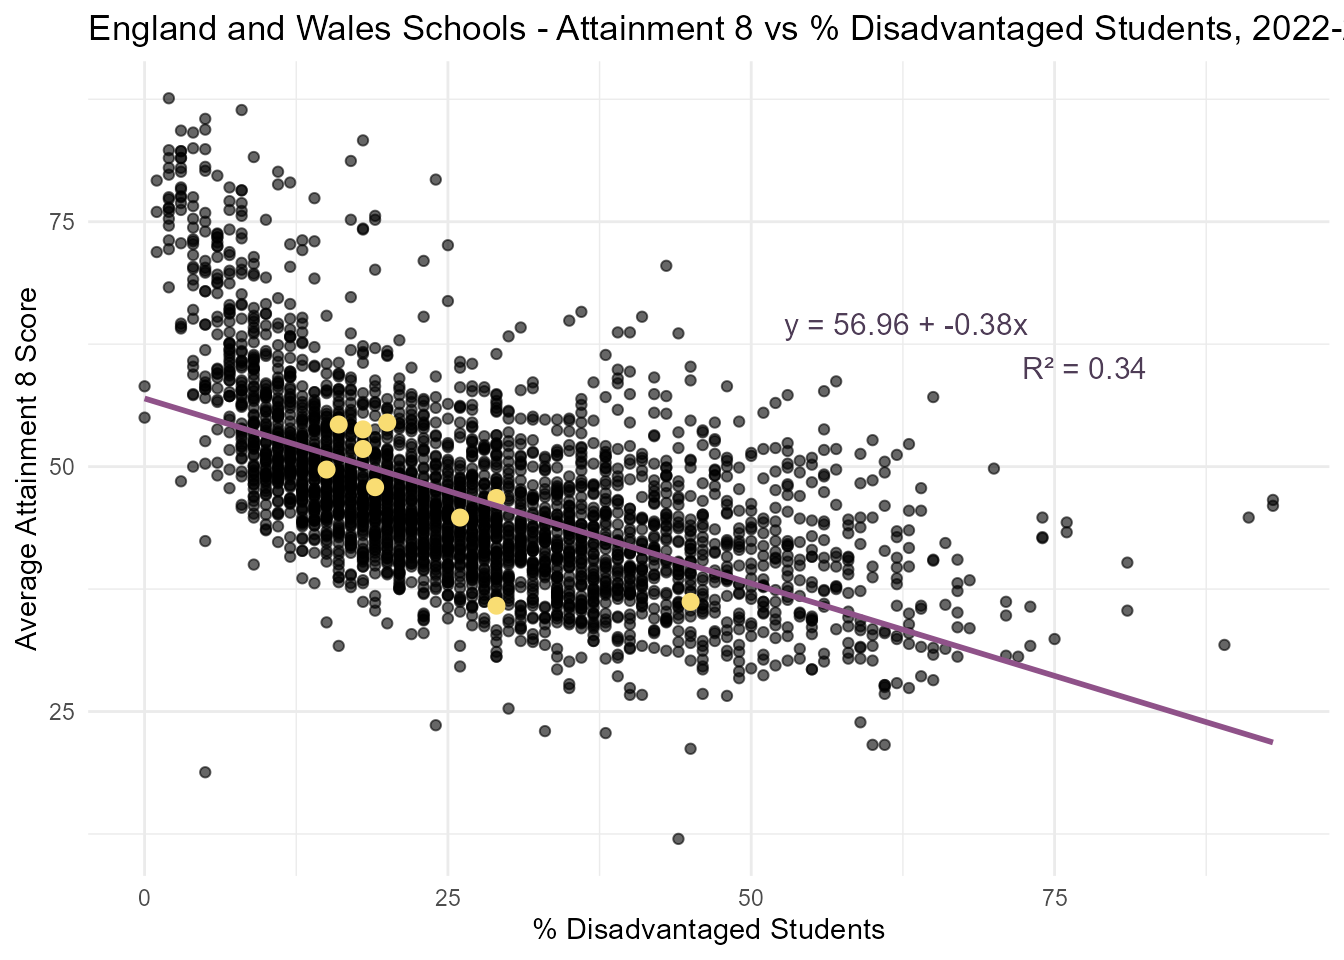 England and Wales Schools - Attainment 8 vs % Disadvantaged Students, 2022-
75
50
25
Average Attainment 8 Score
y = 56.96 + -0.38x
R² = 0.34
0 25 50 75
% Disadvantaged Students